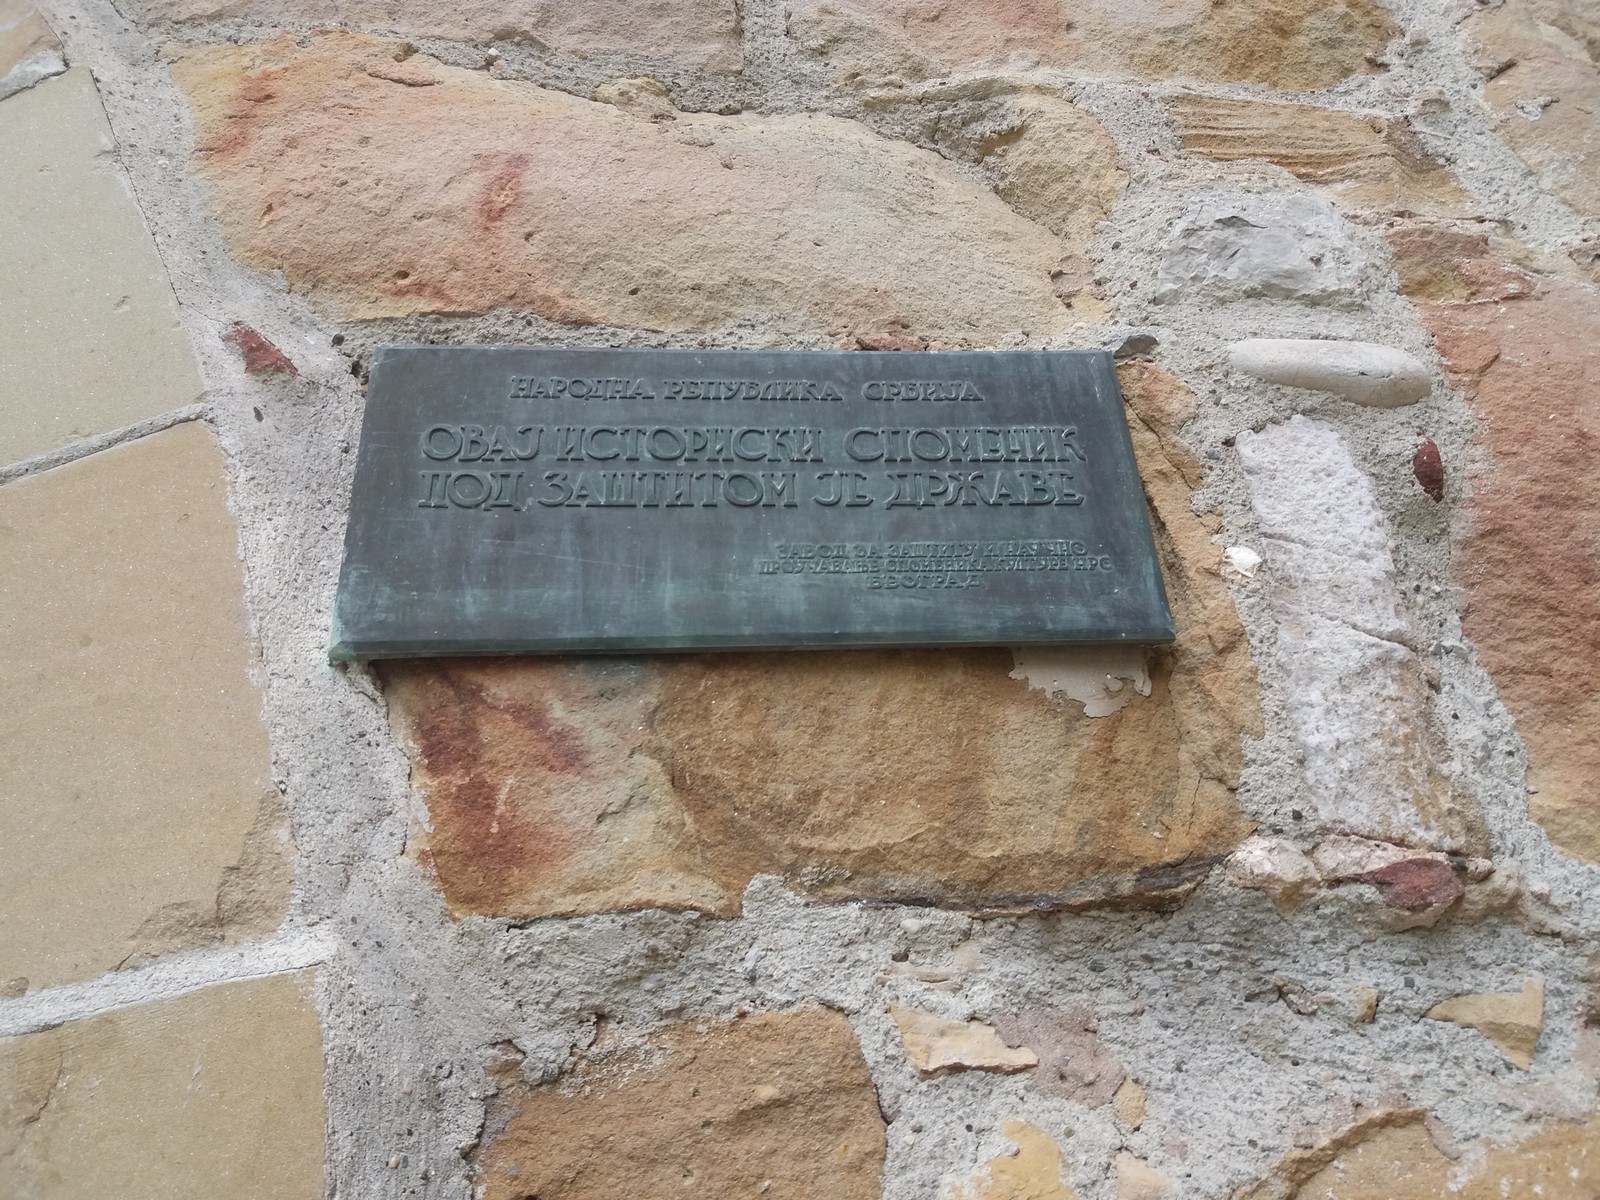 НАРОДНА РЕПУБЛИКА СРБИЈА
ОВАЈ ИСТОРИСКИ СПОМЕНИК
ПОД ЗАШТИТОМ ЈЕ ДРЖАВЕ
ЗАВОД ЗА ЗАШТИТУ И НАУЧНО
ПРОУЧАВАЊЕ СПОМЕНИКА КУЛТУРЕ НРС
БЕОГРАД